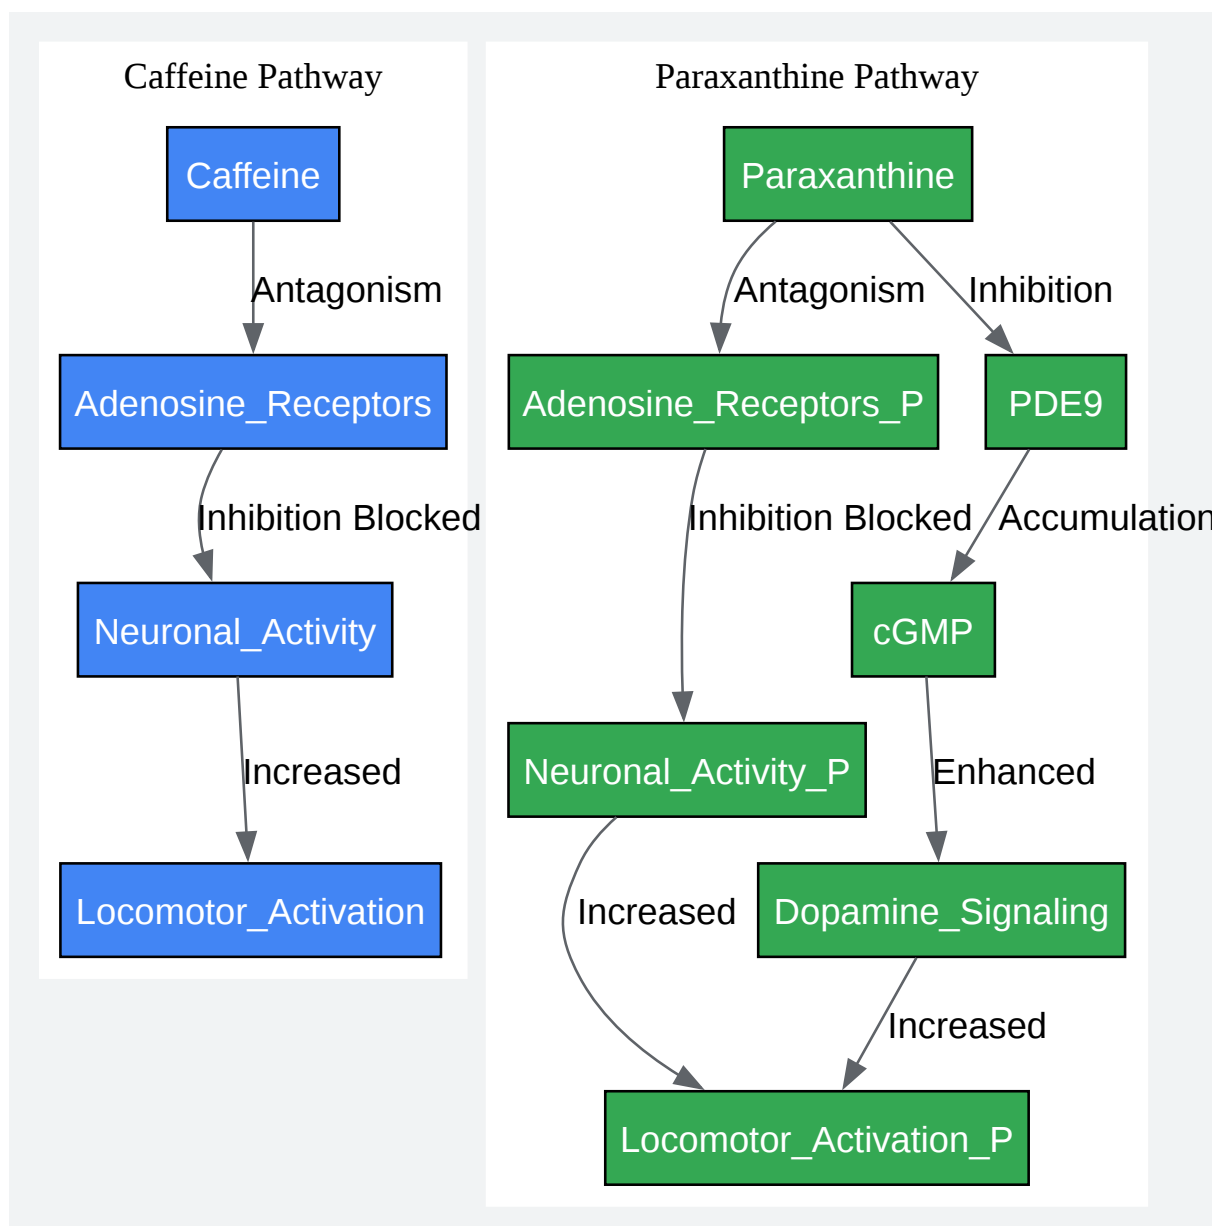 Caffeine Pathway
Caffeine
Antagonism
Adenosine_Receptors
Inhibition Blocked
Neuronal_Activity
Increased
Locomotor_Activation
Paraxanthine Pathway
Paraxanthine
Antagonism
Inhibition
Adenosine_Receptors_P
PDE9
Inhibition Blocked
Accumulation
cGMP
Neuronal_Activity_P
Enhanced
Increased
Dopamine_Signaling
Increased
Locomotor_Activation_P